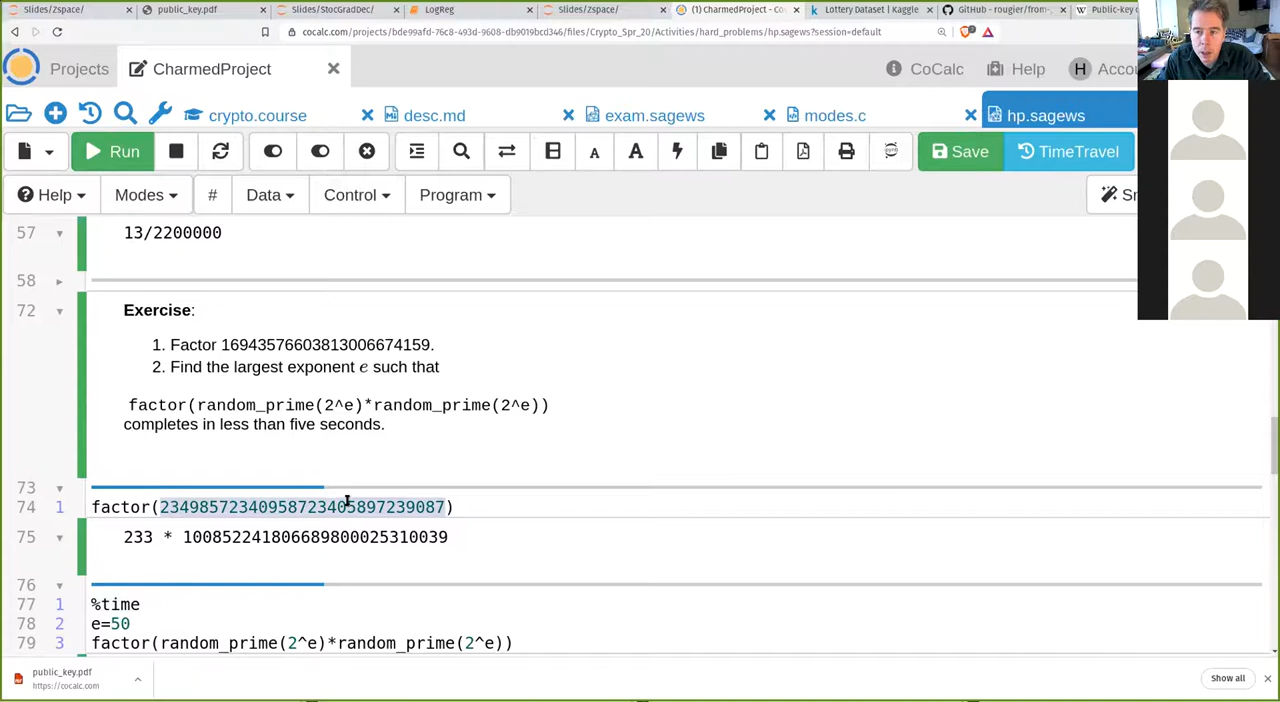 Slides/Zspace/
public_key.pdf
Slides/StocGradDec/
LogReg
Slides/Zspace/
(1) CharmedProject - Co
Lottery Dataset | Kaggle
GitHub - rougier/from-
Public-key c
cocalc.com/projects/bde99afd-76c8-493d-9608-db9019bcd346/files/Crypto_Spr_20/Activities/hard_problems/hp.sagews?session=default
Projects
CharmedProject
CoCalc
Help
H Accou
crypto.course
desc.md
exam.sagews
modes.c
hp.sagews
Run
A
A
Save
TimeTravel
Help
Modes
#
Data
Control
Program
Sn
57 13/2200000
58
72 Exercise:
1. Factor 16943576603813006674159.
2. Find the largest exponent e such that
factor(random_prime(2^e)*random_prime(2^e))
completes in less than five seconds.
73
74 1 factor(23498572340958723405897239087)
75 233 * 100852241806689800025310039
76
77 1 %time
78 2 e=50
79 3 factor(random_prime(2^e)*random_prime(2^e))
public_key.pdf
https://cocalc.com
Show all